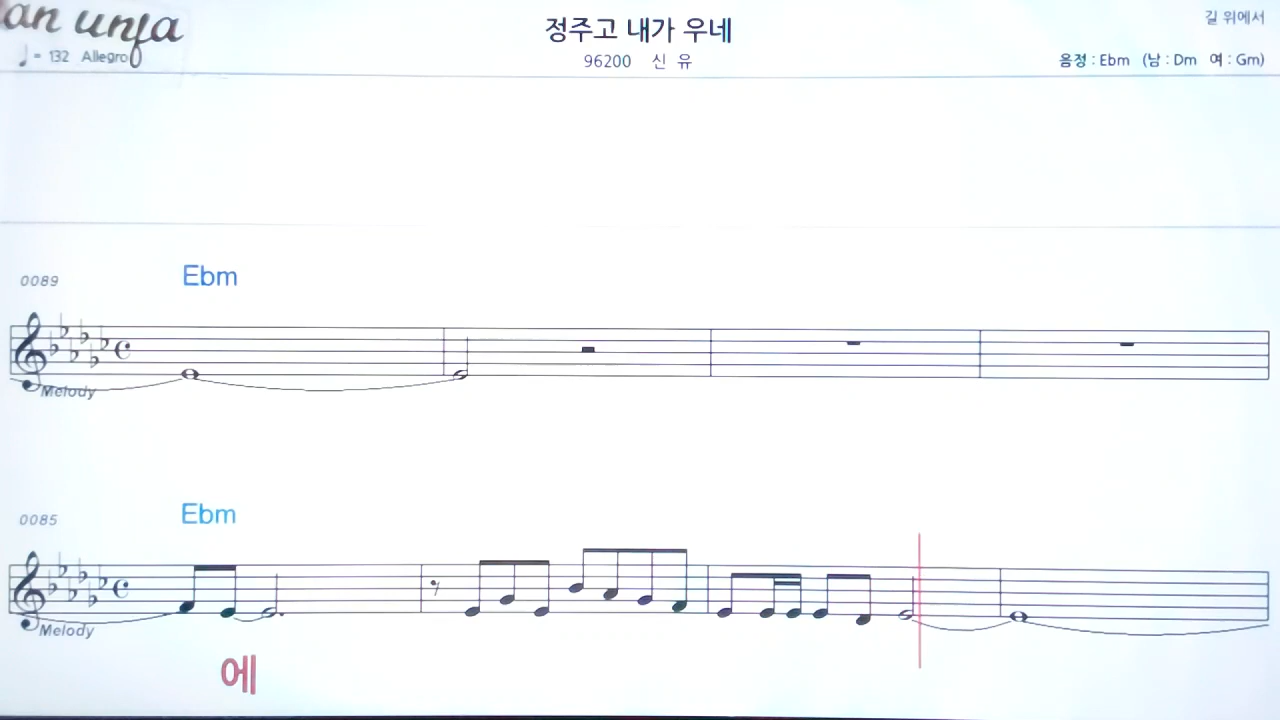 an unfa
♩= 132 Allegro
정주고 내가 우네
96200 신 유
길 위에서
음정 : Ebm (남 : Dm 여 : Gm)
0089
Ebm
Melody
0085
Ebm
Melody
에